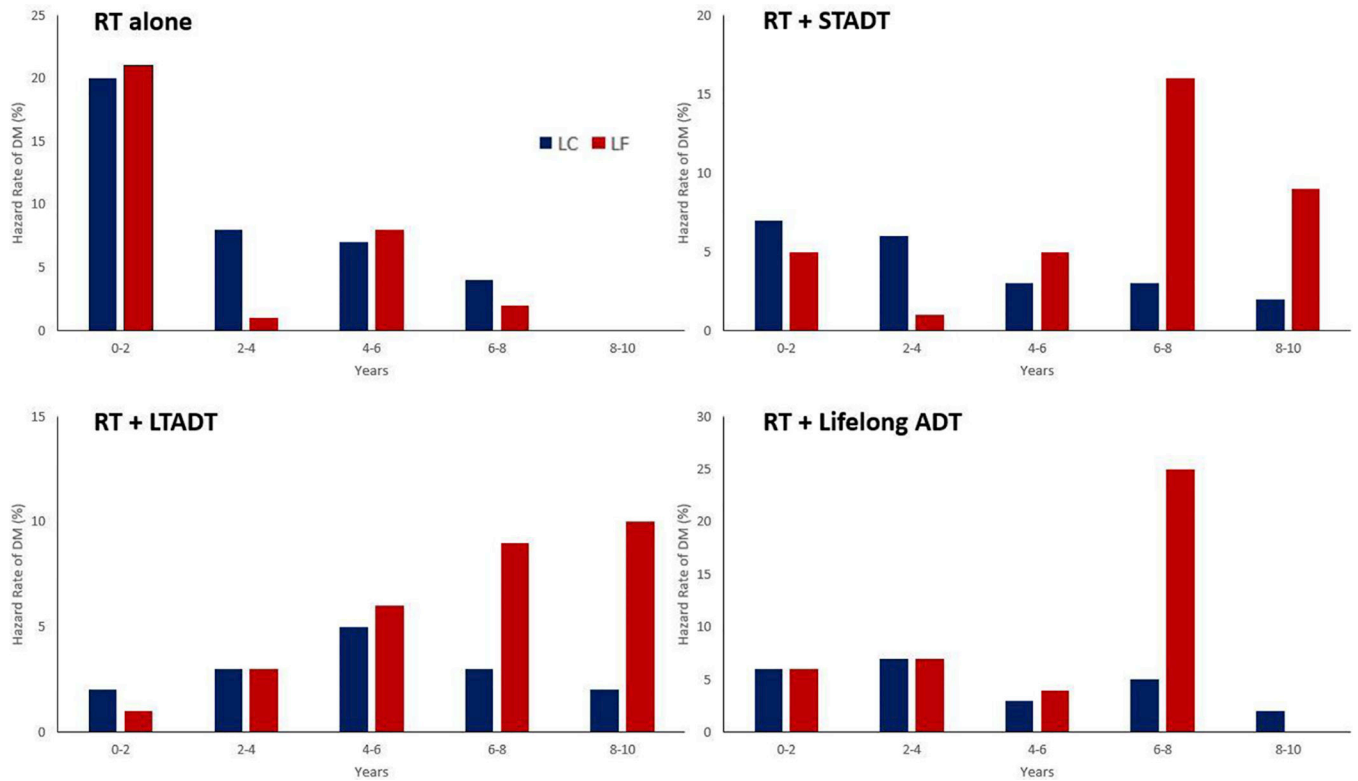 RT alone
Hazard Rate of DM (%)
25
20
15
10
5
0
LC LF
0-2 2-4 4-6 6-8 8-10
Years
RT + STADT
Hazard Rate of DM (%)
20
15
10
5
0
0-2 2-4 4-6 6-8 8-10
Years
RT + LTADT
Hazard Rate of DM (%)
15
10
5
0
0-2 2-4 4-6 6-8 8-10
Years
RT + Lifelong ADT
Hazard Rate of DM (%)
30
25
20
15
10
5
0
0-2 2-4 4-6 6-8 8-10
Years